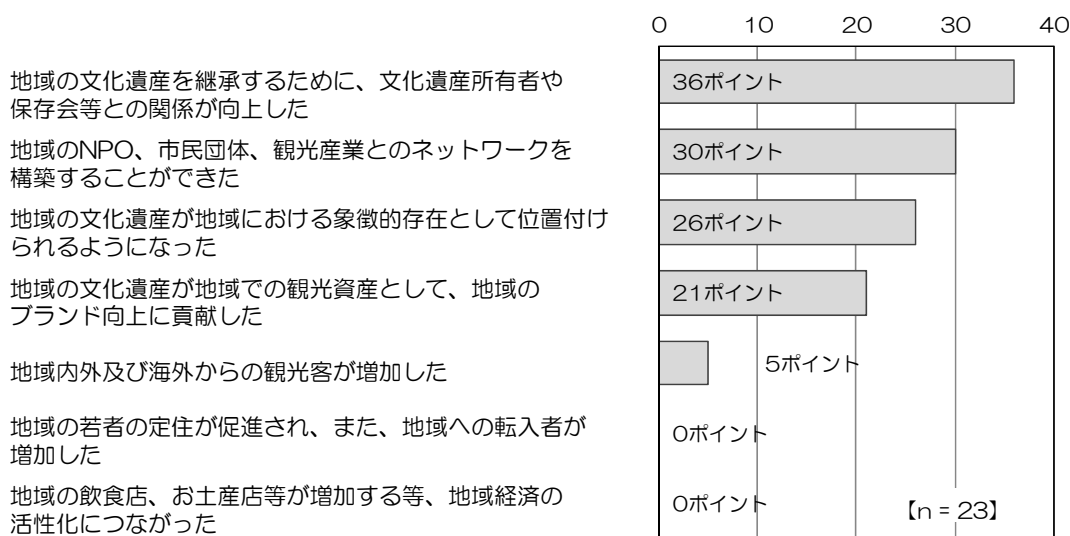 0 10 20 30 40
地域の文化遺産を継承するために、文化遺産所有者や
保存会等との関係が向上した
36ポイント
地域のNPO、市民団体、観光産業とのネットワークを
構築することができた
30ポイント
地域の文化遺産が地域における象徴的存在として位置付け
られるようになった
26ポイント
地域の文化遺産が地域での観光資産として、地域の
ブランド向上に貢献した
21ポイント
地域内外及び海外からの観光客が増加した
5ポイント
地域の若者の定住が促進され、また、地域への転入者が
増加した
0ポイント
地域の飲食店、お土産店等が増加する等、地域経済の
活性化につながった
0ポイント
【n = 23】